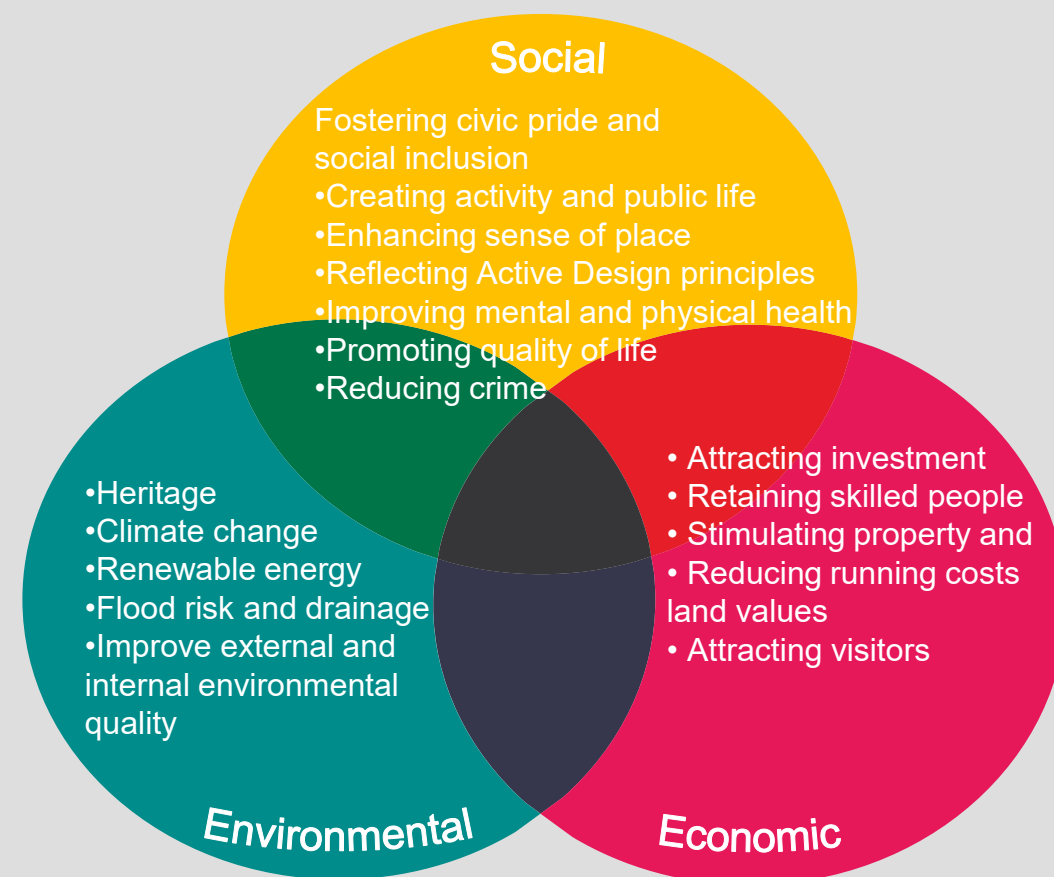 Social
Fostering civic pride and
social inclusion
•Creating activity and public life
•Enhancing sense of place
•Reflecting Active Design principles
•Improving mental and physical health
•Promoting quality of life
•Reducing crime
•Heritage
•Climate change
•Renewable energy
•Flood risk and drainage
•Improve external and
internal environmental
quality
Environmental
• Attracting investment
• Retaining skilled people
• Stimulating property and
• Reducing running costs
land values
• Attracting visitors
Economic